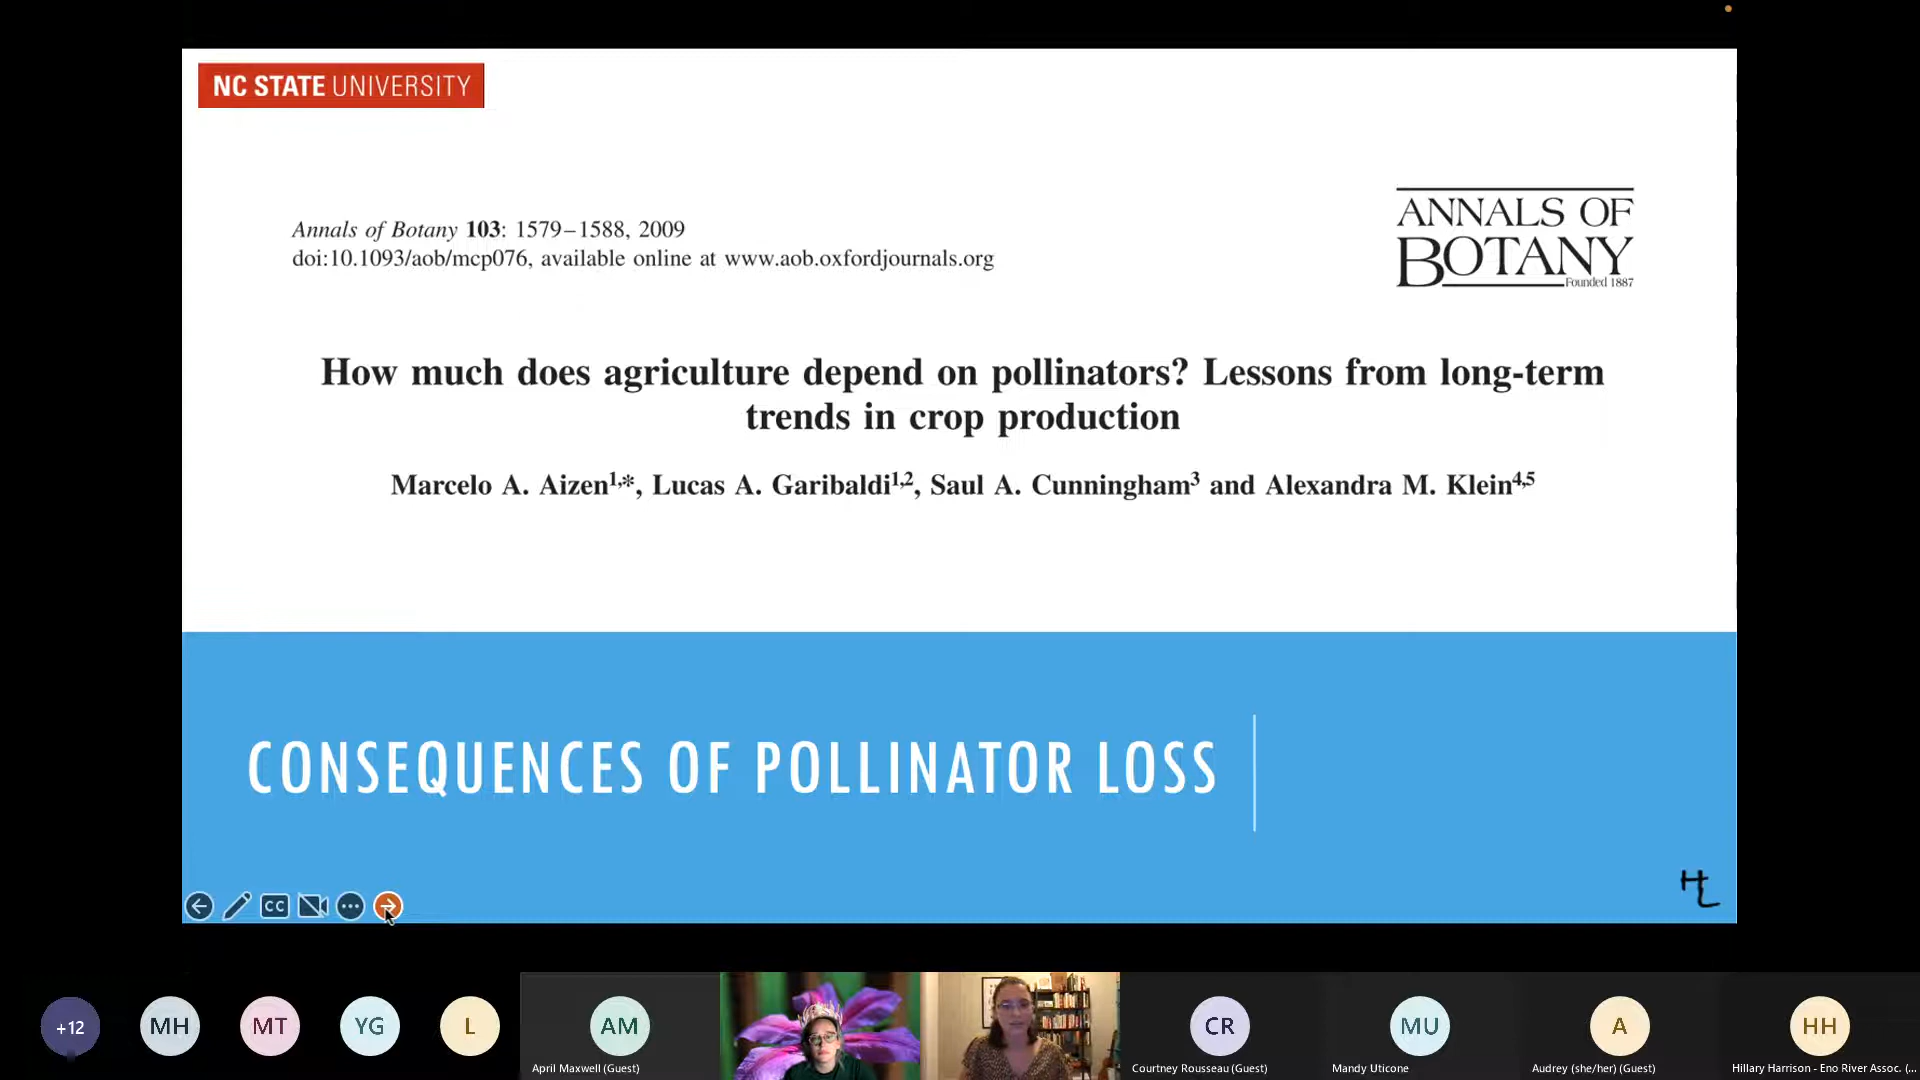 NC STATE UNIVERSITY
Annals of Botany 103: 1579–1588, 2009
doi:10.1093/aob/mcp076, available online at www.aob.oxfordjournals.org
ANNALS OF
BOTANY
Founded 1887
How much does agriculture depend on pollinators? Lessons from long-term
trends in crop production
Marcelo A. Aizen1,*, Lucas A. Garibaldi1,2, Saul A. Cunningham3 and Alexandra M. Klein4,5
CONSEQUENCES OF POLLINATOR LOSS
HL
CC
+12
MH
MT
YG
L
AM
CR
MU
A
HH
April Maxwell (Guest)
Courtney Rousseau (Guest)
Mandy Uticone
Audrey (she/her) (Guest)
Hillary Harrison - Eno River Assoc. (...